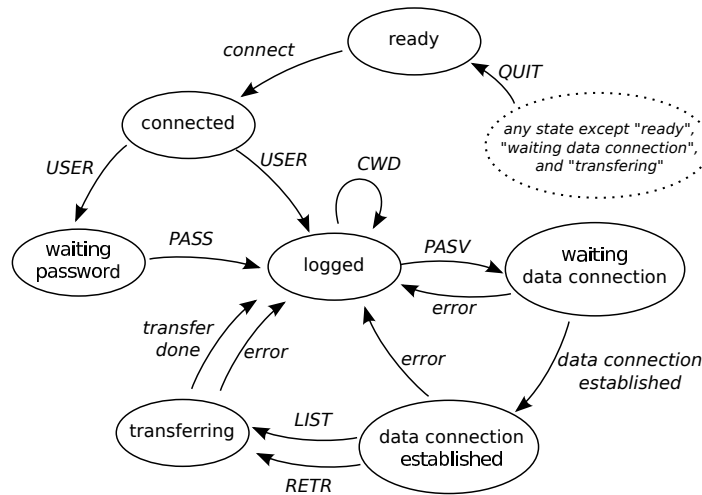 ready
connect
QUIT
connected
any state except "ready",
"waiting data connection",
and "transfering"
USER
USER
CWD
waiting
password
PASS
logged
PASV
waiting
data connection
error
transfer
done
error
error
data connection
established
transferring
LIST
data connection
established
RETR